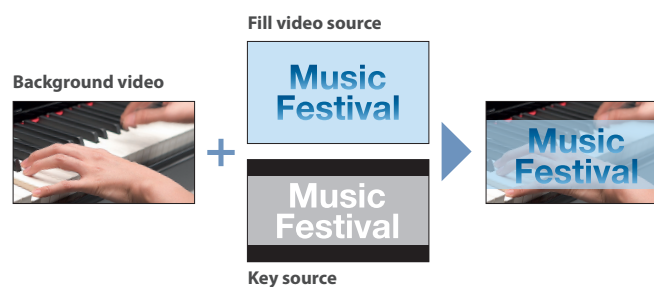 Fill video source
Music
Festival
Background video
+
Music
Festival
Key source
Music
Festival